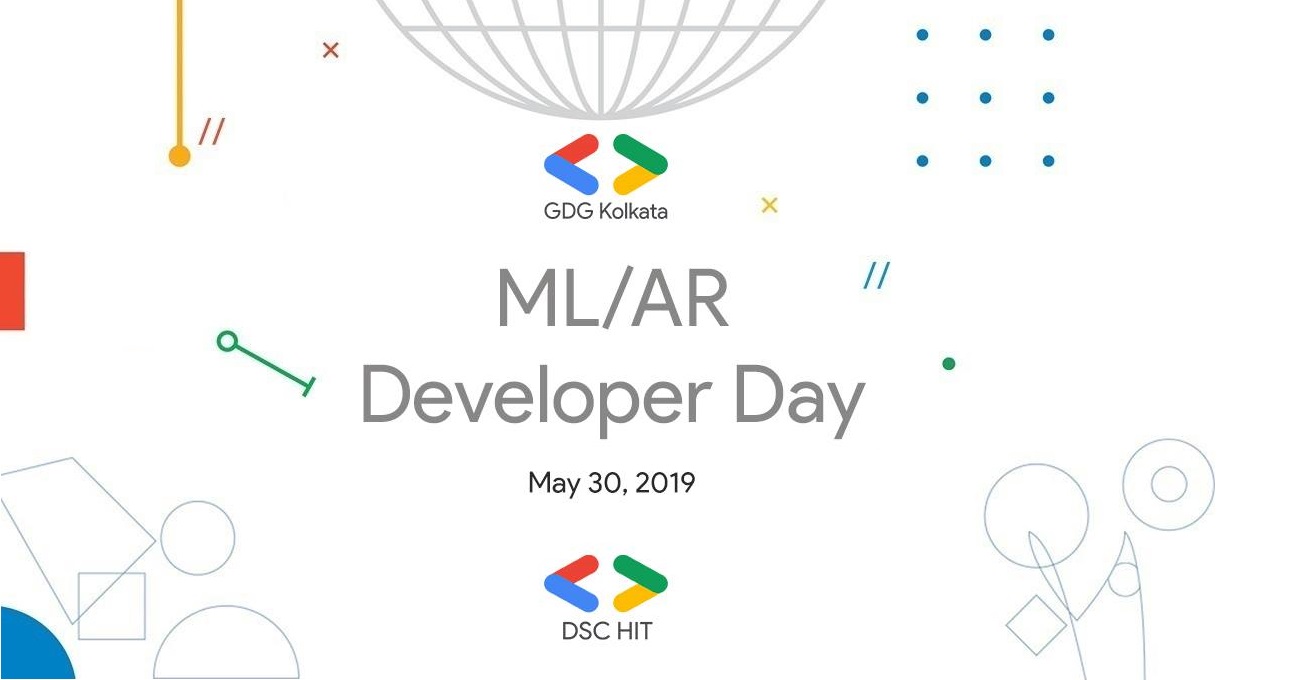 GDG Kolkata
ML/AR
Developer Day
May 30, 2019
DSC HIT